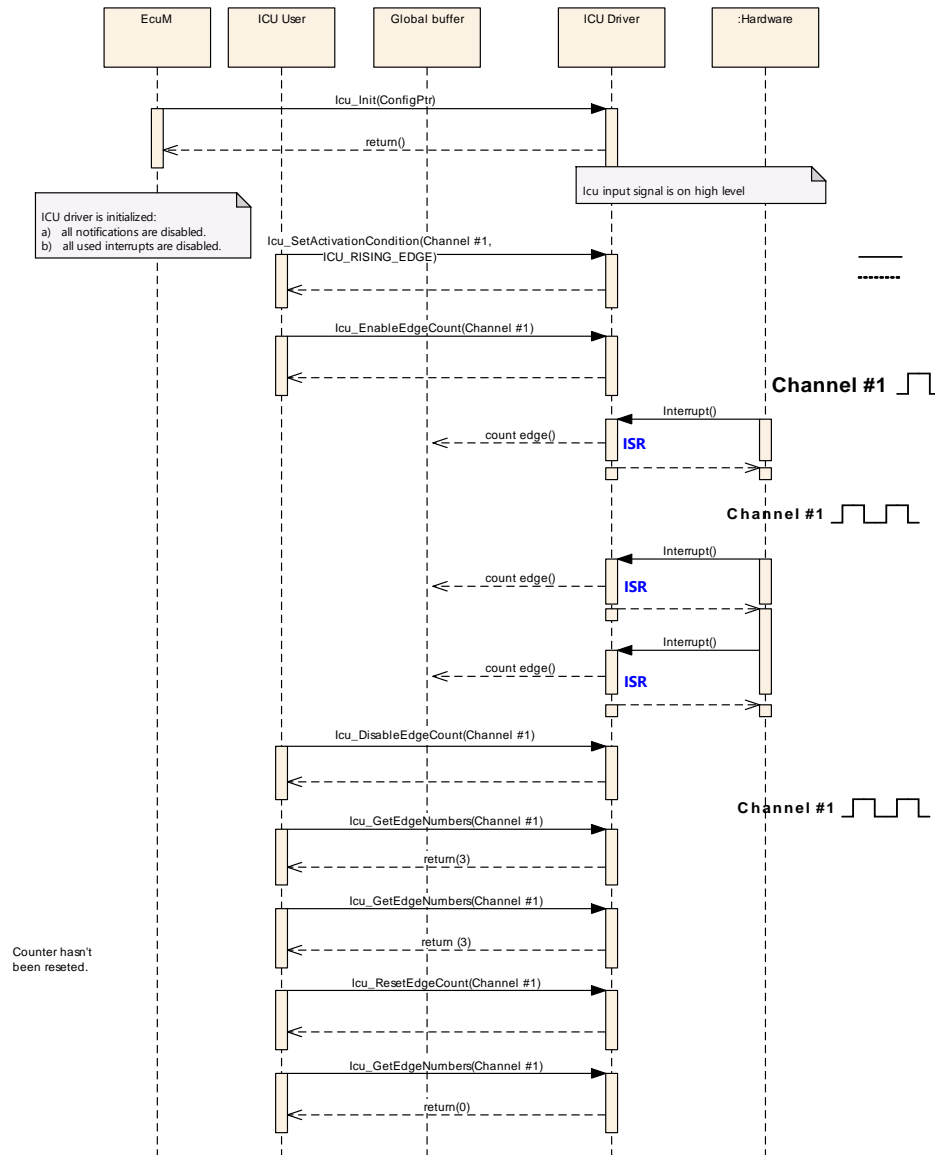 EcuM
ICU User
Global buffer
ICU Driver
:Hardware
Icu_Init(ConfigPtr)
return()
Icu input signal is on high level
ICU driver is initialized:
a) all notifications are disabled.
b) all used interrupts are disabled.
Icu_SetActivationCondition(Channel #1,
ICU_RISING_EDGE)
Icu_EnableEdgeCount(Channel #1)
Channel #1
Interrupt()
count edge()
ISR
Channel #1
Interrupt()
count edge()
ISR
Interrupt()
count edge()
ISR
Icu_DisableEdgeCount(Channel #1)
Channel #1
Icu_GetEdgeNumbers(Channel #1)
return(3)
Icu_GetEdgeNumbers(Channel #1)
return (3)
Counter hasn't
been reseted.
Icu_ResetEdgeCount(Channel #1)
Icu_GetEdgeNumbers(Channel #1)
return(0)